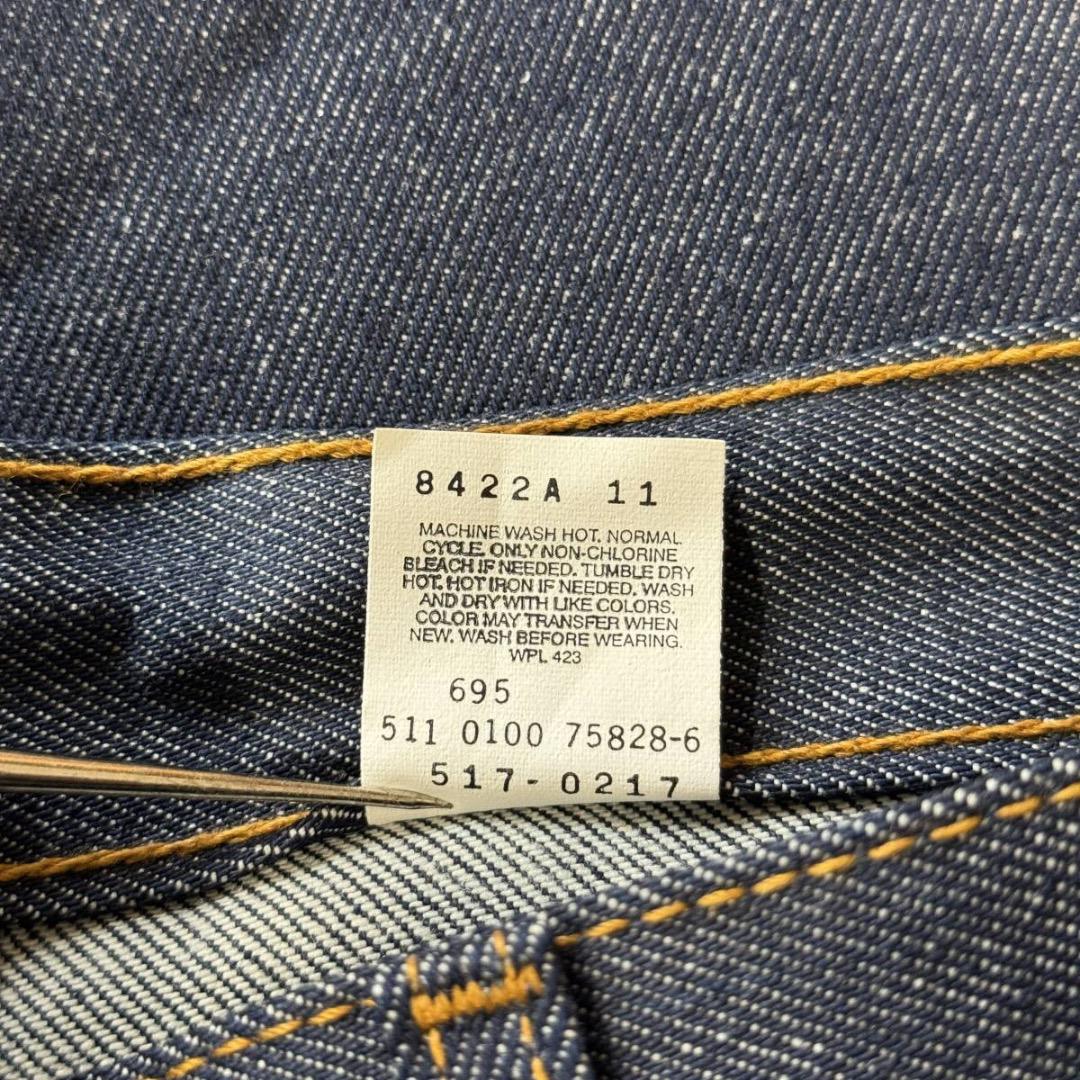 8422A 11
MACHINE WASH HOT. NORMAL
CYCLE. ONLY NON-CHLORINE
BLEACH IF NEEDED. TUMBLE DRY
HOT. HOT IRON IF NEEDED. WASH
AND DRY WITH LIKE COLORS.
COLOR MAY TRANSFER WHEN
NEW. WASH BEFORE WEARING.
WPL 423
695
511 0100 75828-6
517-0217